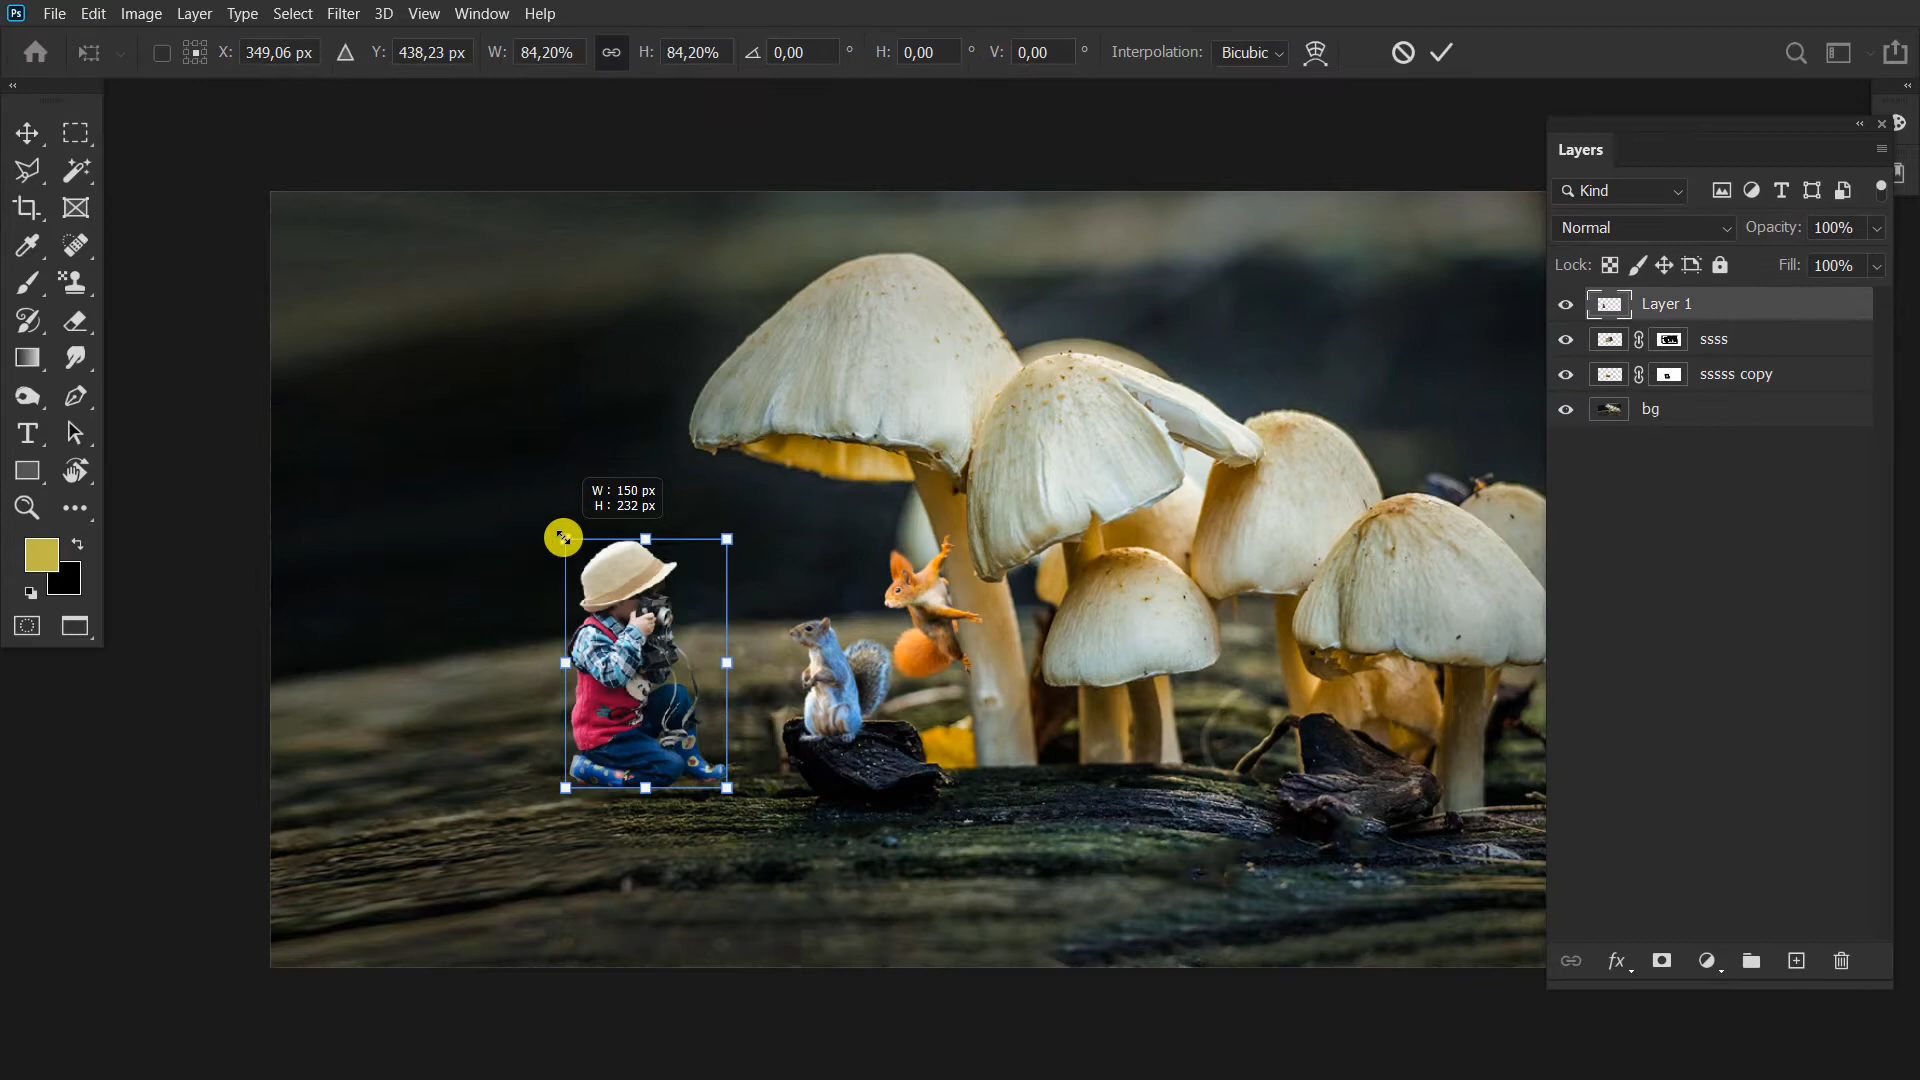 Ps File Edit Image Layer Type Select Filter 3D View Window Help
X: 349,06 px Y: 438,23 px W: 84,20% H: 84,20% 0,00 ° H: 0,00 ° V: 0,00 ° Interpolation: Bicubic
Layers
Kind
Normal Opacity: 100%
Lock: Fill: 100%
Layer 1
ssss
sssss copy
bg
W: 150 px
H: 232 px
fx